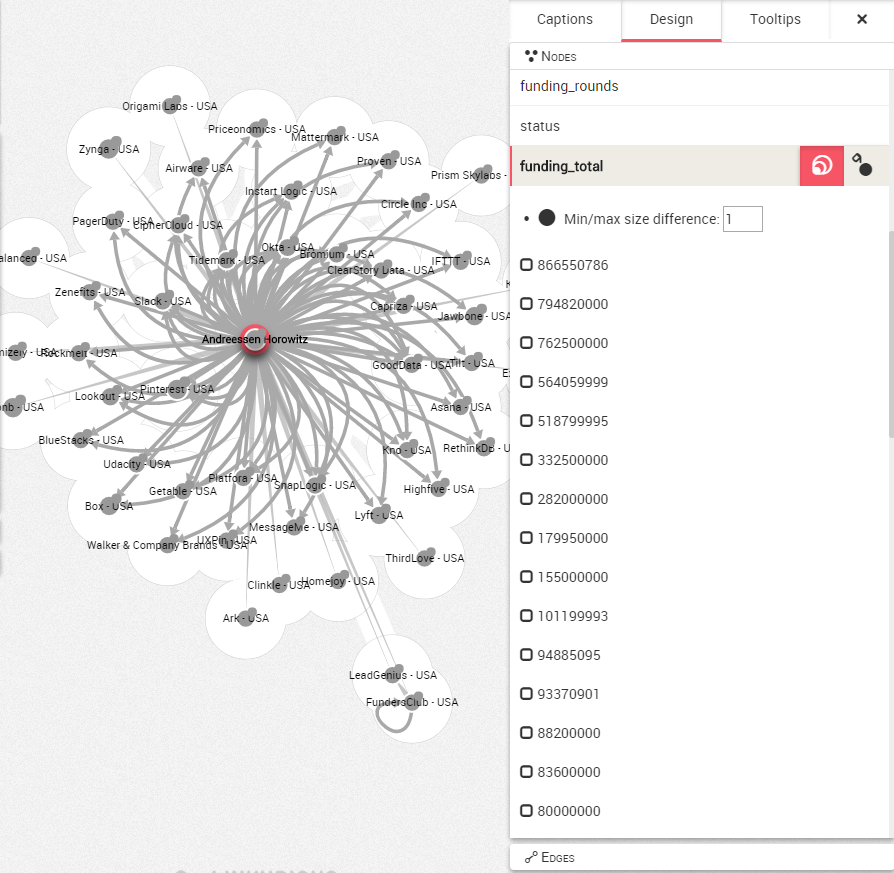 Captions
Design
Tooltips
×
NODES
funding_rounds
status
funding_total
• Min/max size difference: 1
866550786
794820000
762500000
564059999
518799995
332500000
282000000
179950000
155000000
101199993
94885095
93370901
88200000
83600000
80000000
EDGES
Origami Labs - USA
Priceonomics - USA
Mattermark - USA
Zynga - USA
Proven - USA
Airware - USA
Prism Skylabs -
Instart Logic - USA
Circle Inc - USA
PagerDuty - USA
CipherCloud - USA
Okta - USA
Bromium - USA
alanced - USA
Tidemark - USA
IFTTT - USA
ClearStory Data - USA
Zenefits - USA
Slack - USA
Capriza - USA
Jawbone - USA
Andreessen Horowitz
Rockmelt - USA
GoodData - USA
Tilt - USA
Pinterest - USA
Lookout - USA
nb - USA
Asana - USA
BlueStacks - USA
Kno - USA
RethinkDB - U
Udacity - USA
Platfora - USA
SnapLogic - USA
Getable - USA
Highfive - USA
Box - USA
Lyft - USA
MessageMe - USA
UXPin - USA
Walker & Company Brands - USA
ThirdLove - USA
Clinkle - USA
Homejoy - USA
Ark - USA
LeadGenius - USA
FundersClub - USA